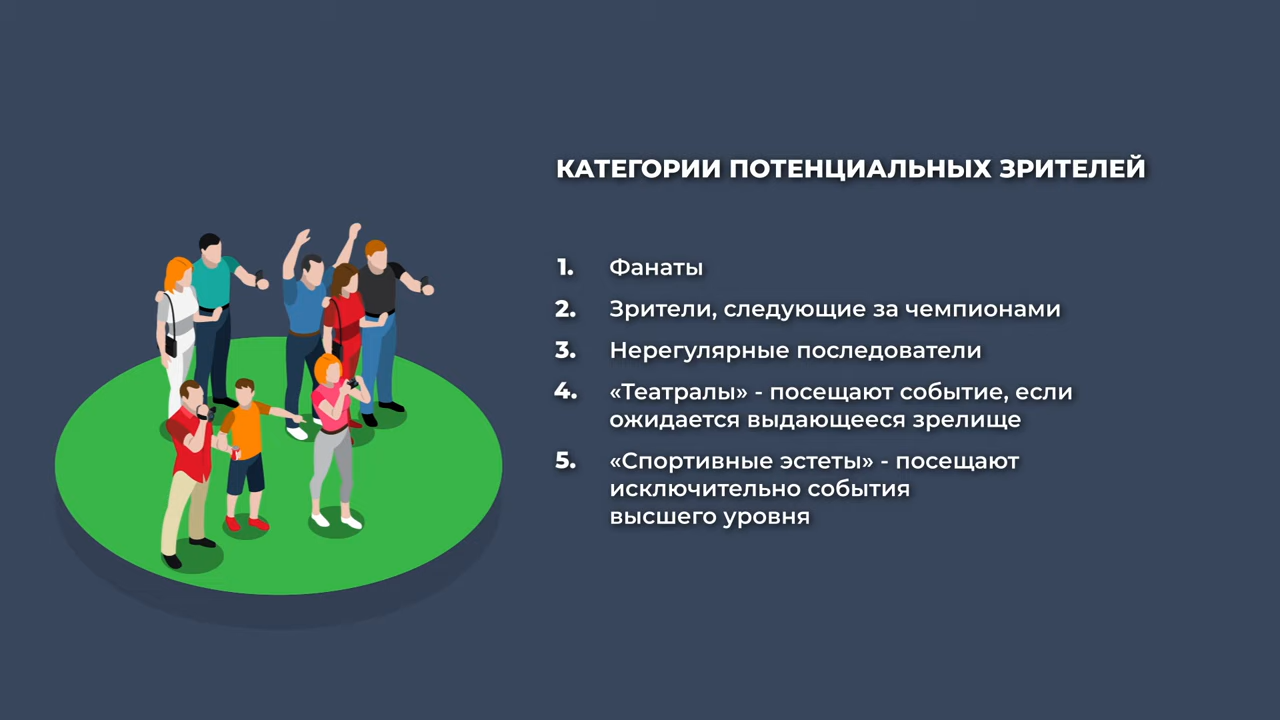 КАТЕГОРИИ ПОТЕНЦИАЛЬНЫХ ЗРИТЕЛЕЙ
1. Фанаты
2. Зрители, следующие за чемпионами
3. Нерегулярные последователи
4. «Театралы» - посещают событие, если
ожидается выдающееся зрелище
5. «Спортивные эстеты» - посещают
исключительно события
высшего уровня